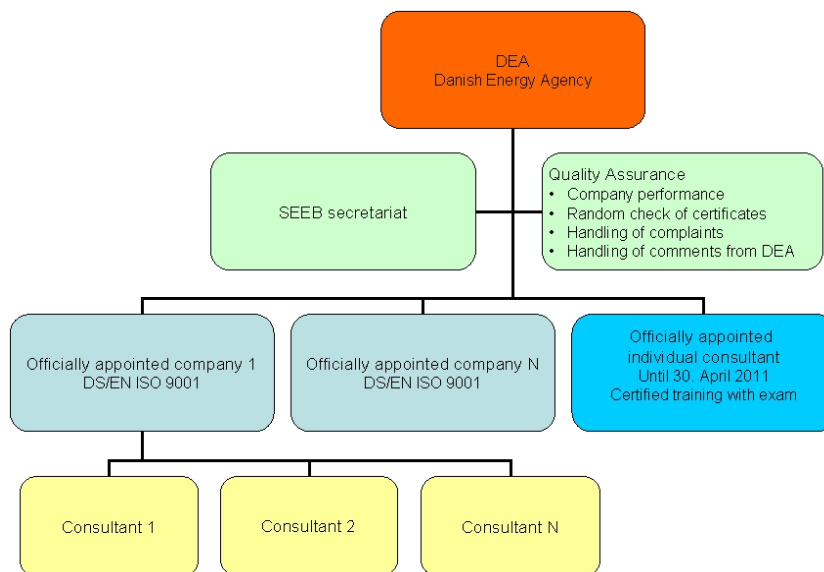 DEA
Danish Energy Agency
SEEB secretariat
Quality Assurance
• Company performance
• Random check of certificates
• Handling of complaints
• Handling of comments from DEA
Officially appointed company 1
DS/EN ISO 9001
Officially appointed company N
DS/EN ISO 9001
Officially appointed
individual consultant
Until 30. April 2011
Certified training with exam
Consultant 1
Consultant 2
Consultant N